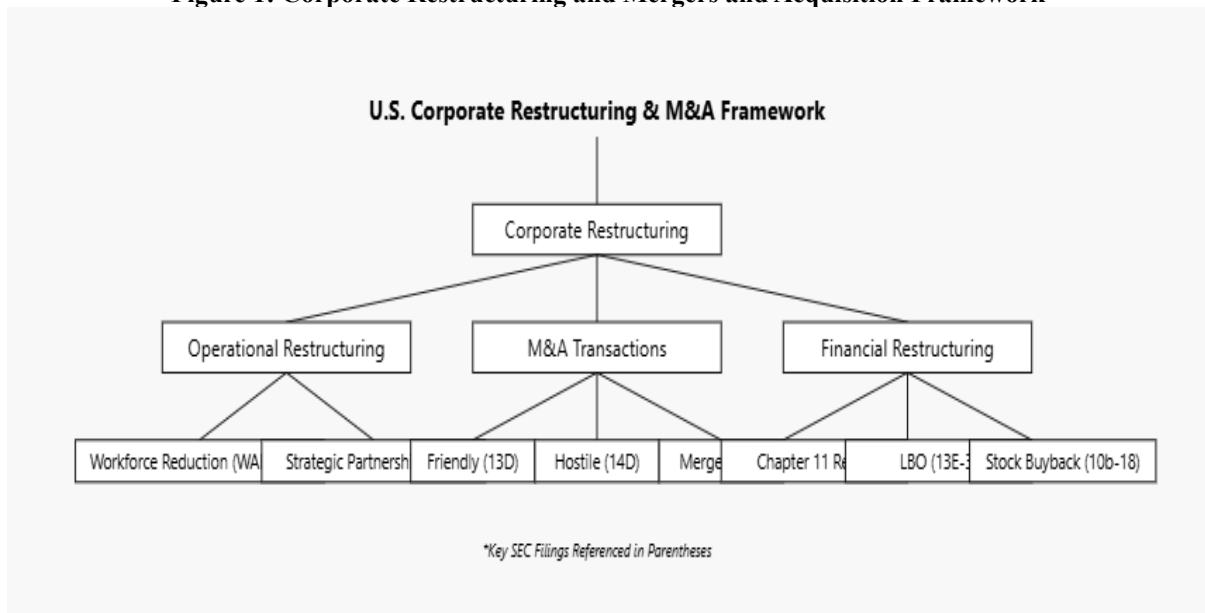 Figure 1: Corporate Restructuring and Mergers and Acquisition Framework
U.S. Corporate Restructuring & M&A Framework
Corporate Restructuring
Operational Restructuring
M&A Transactions
Financial Restructuring
Workforce Reduction (WA
Strategic Partnersh
Friendly (13D)
Hostile (14D)
Merge
Chapter 11 Re
LBO (13E-3
Stock Buyback (10b-18)
*Key SEC Filings Referenced in Parentheses